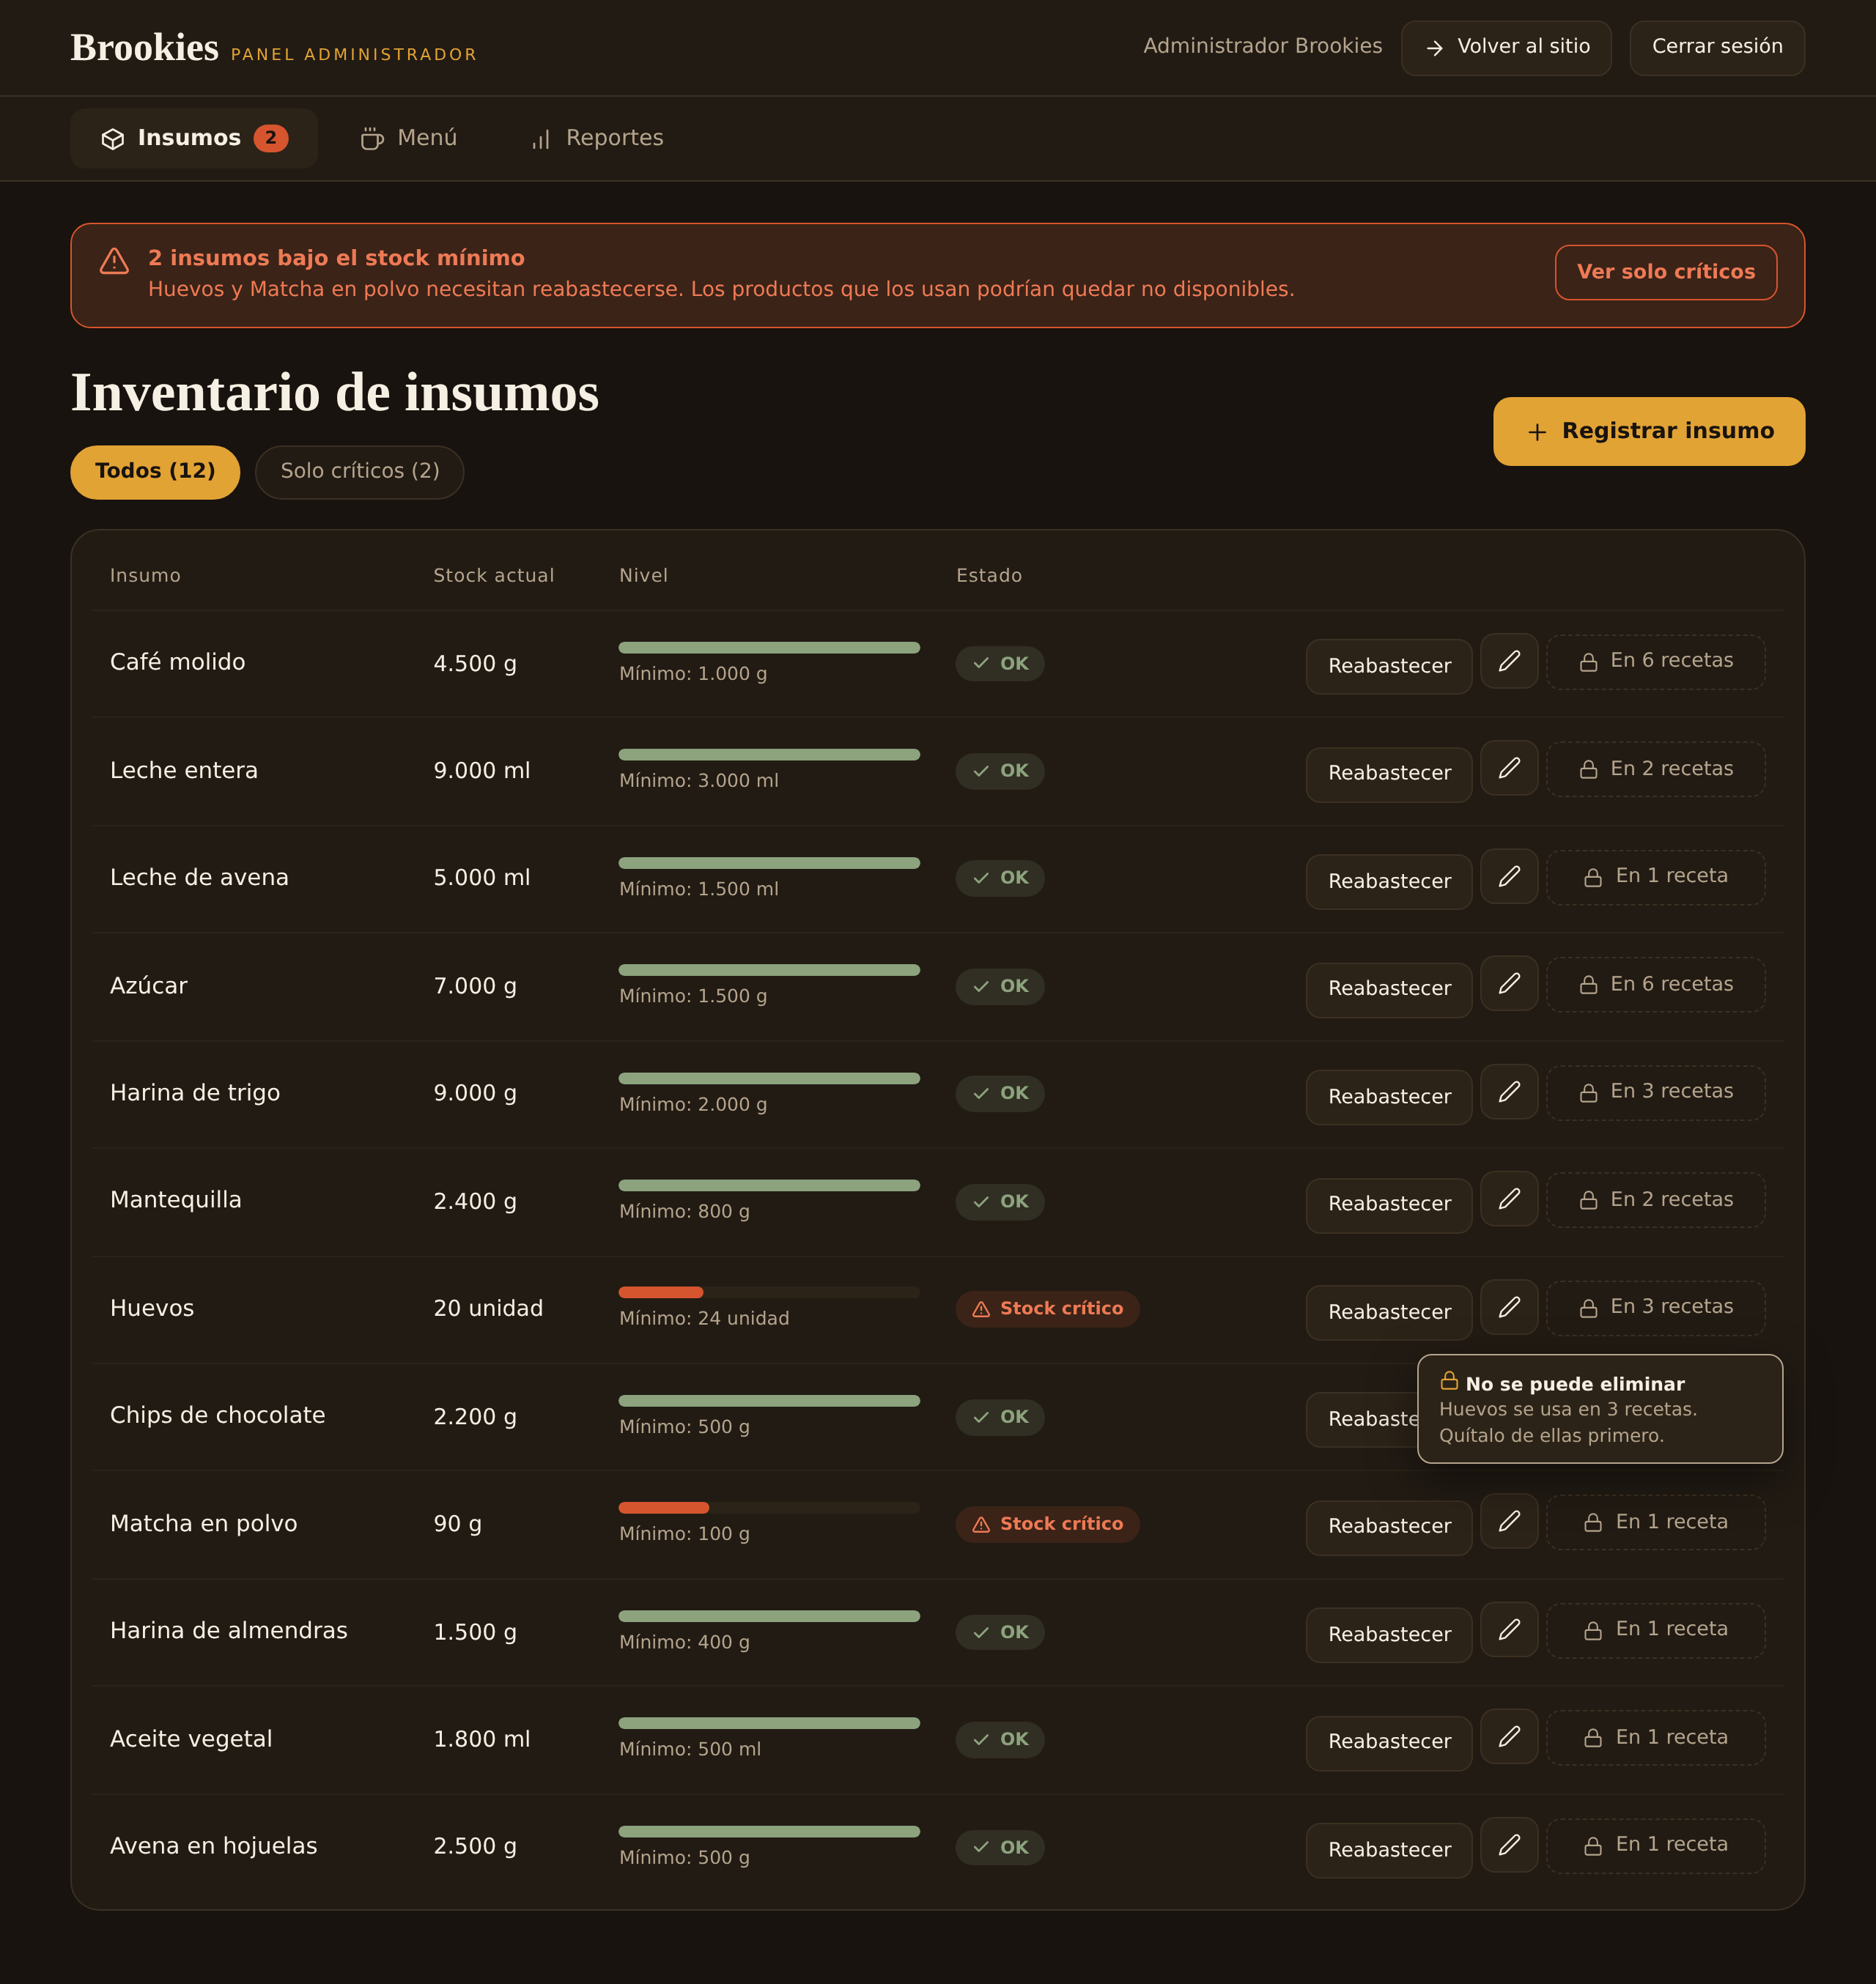 Brookies PANEL ADMINISTRADOR
Administrador Brookies
Volver al sitio
Cerrar sesión
Insumos 2
Menú
Reportes
2 insumos bajo el stock mínimo
Huevos y Matcha en polvo necesitan reabastecerse. Los productos que los usan podrían quedar no disponibles.
Ver solo críticos
Inventario de insumos
Registrar insumo
Todos (12)
Solo críticos (2)
Insumo Stock actual Nivel Estado
Café molido 4.500 g Mínimo: 1.000 g OK Reabastecer En 6 recetas
Leche entera 9.000 ml Mínimo: 3.000 ml OK Reabastecer En 2 recetas
Leche de avena 5.000 ml Mínimo: 1.500 ml OK Reabastecer En 1 receta
Azúcar 7.000 g Mínimo: 1.500 g OK Reabastecer En 6 recetas
Harina de trigo 9.000 g Mínimo: 2.000 g OK Reabastecer En 3 recetas
Mantequilla 2.400 g Mínimo: 800 g OK Reabastecer En 2 recetas
Huevos 20 unidad Mínimo: 24 unidad Stock crítico Reabastecer En 3 recetas
No se puede eliminar
Huevos se usa en 3 recetas.
Quítalo de ellas primero.
Chips de chocolate 2.200 g Mínimo: 500 g OK Reabaste
Matcha en polvo 90 g Mínimo: 100 g Stock crítico Reabastecer En 1 receta
Harina de almendras 1.500 g Mínimo: 400 g OK Reabastecer En 1 receta
Aceite vegetal 1.800 ml Mínimo: 500 ml OK Reabastecer En 1 receta
Avena en hojuelas 2.500 g Mínimo: 500 g OK Reabastecer En 1 receta